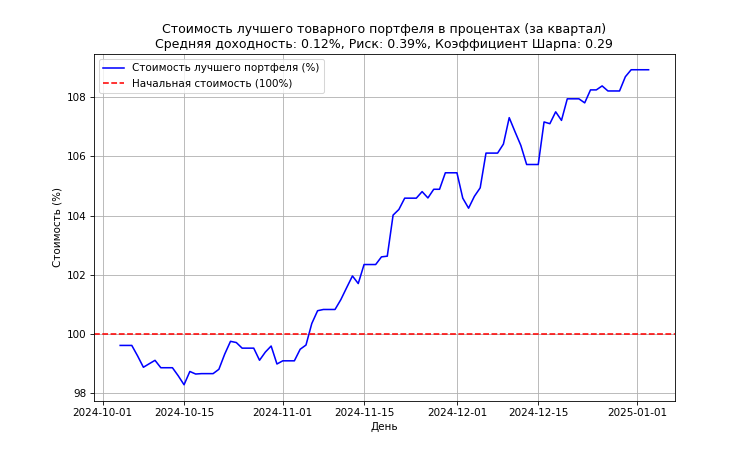 Стоимость лучшего товарного портфеля в процентах (за квартал)
Средняя доходность: 0.12%, Риск: 0.39%, Коэффициент Шарпа: 0.29
Стоимость лучшего портфеля (%)
Начальная стоимость (100%)
Стоимость (%)
108
106
104
102
100
98
2024-10-01
2024-10-15
2024-11-01
2024-11-15
2024-12-01
2024-12-15
2025-01-01
День